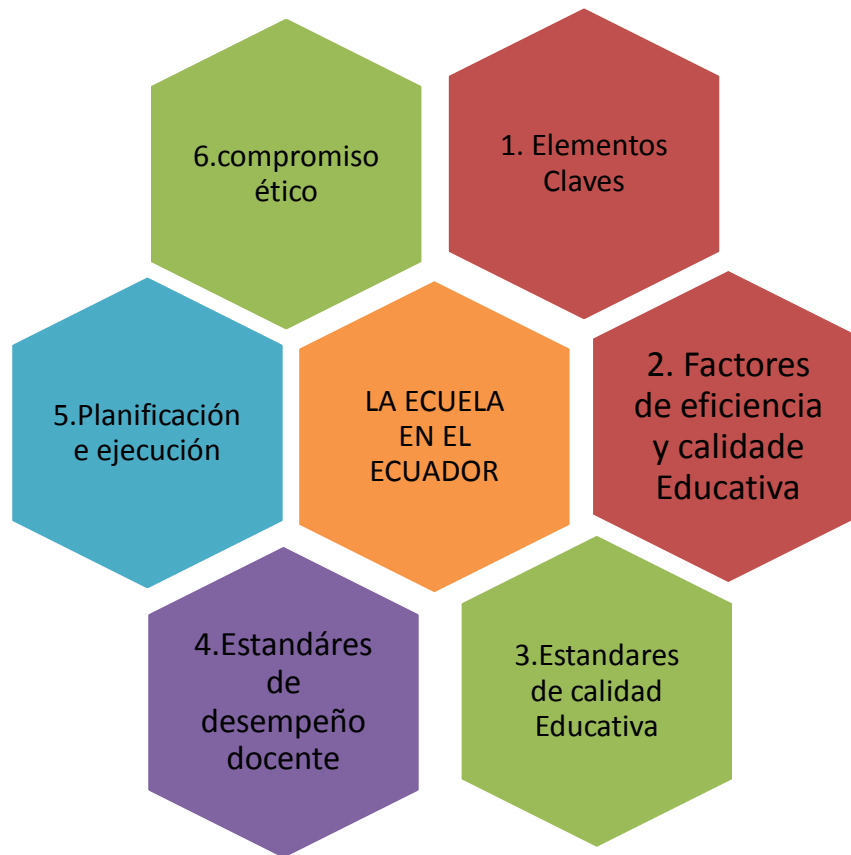 6.compromiso
ético
1. Elementos
Claves
5.Planificación
e ejecución
LA ECUELA
EN EL
ECUADOR
2. Factores
de eficiencia
y calidade
Educativa
4.Estandáres
de
desempeño
docente
3.Estandares
de calidad
Educativa